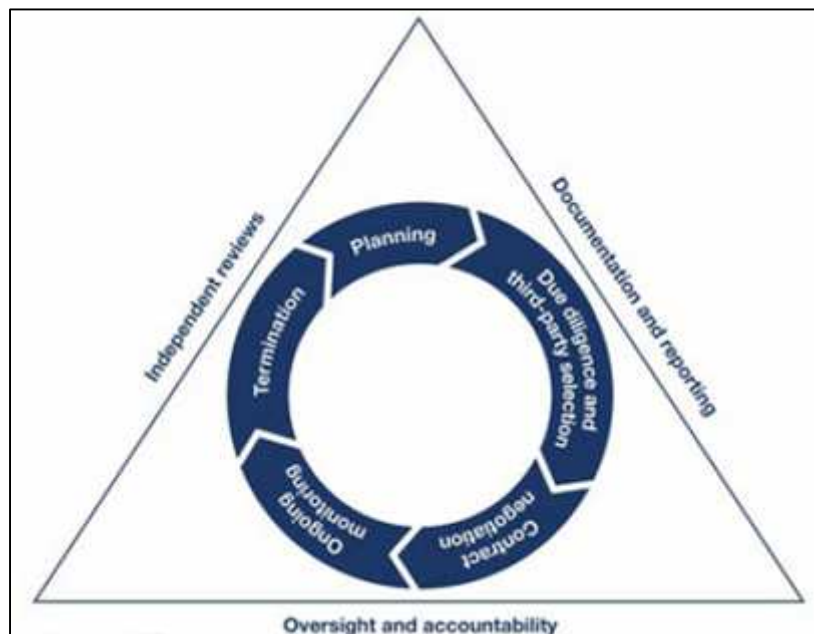 Independent reviews
Documentation and reporting
Planning
Due diligence and
third-party selection
Contract
negotiation
Ongoing
monitoring
Termination
Oversight and accountability